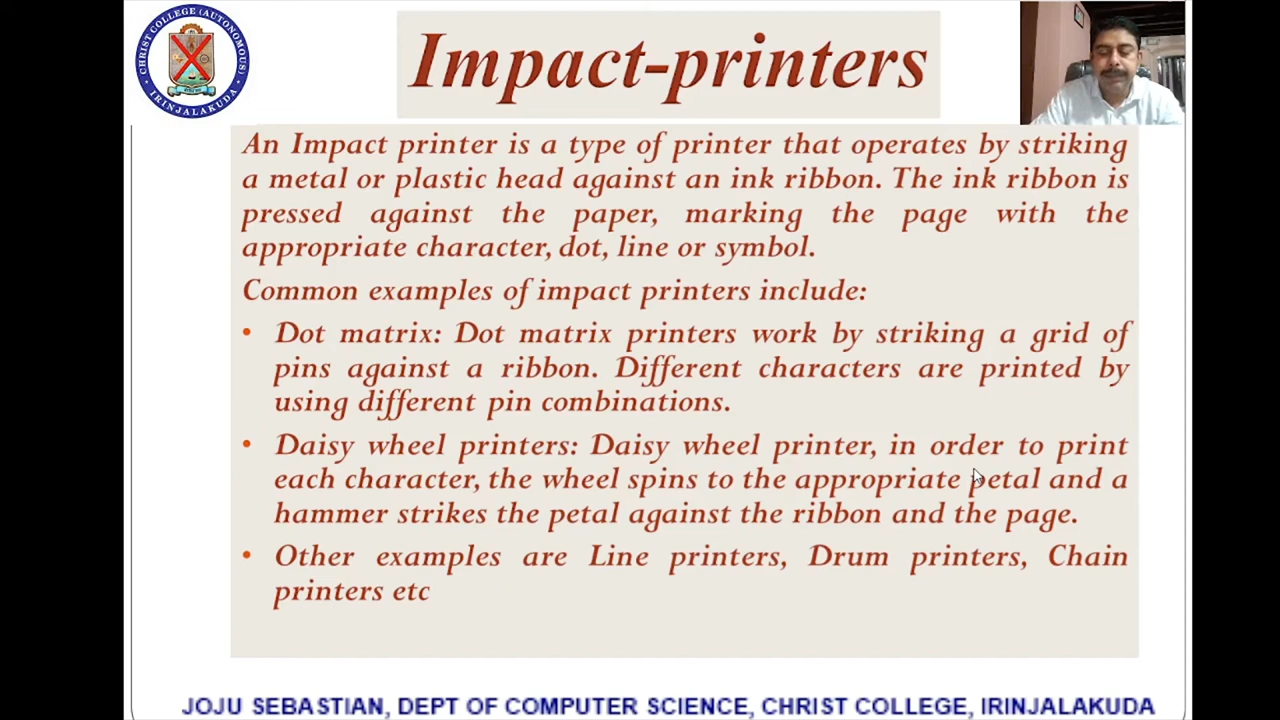 CHRIST COLLEGE (AUTONOMOUS)
IRINJALAKUDA
Impact-printers
An Impact printer is a type of printer that operates by striking
a metal or plastic head against an ink ribbon. The ink ribbon is
pressed against the paper, marking the page with the
appropriate character, dot, line or symbol.
Common examples of impact printers include:
• Dot matrix: Dot matrix printers work by striking a grid of
pins against a ribbon. Different characters are printed by
using different pin combinations.
• Daisy wheel printers: Daisy wheel printer, in order to print
each character, the wheel spins to the appropriate petal and a
hammer strikes the petal against the ribbon and the page.
• Other examples are Line printers, Drum printers, Chain
printers etc
JOJU SEBASTIAN, DEPT OF COMPUTER SCIENCE, CHRIST COLLEGE, IRINJALAKUDA